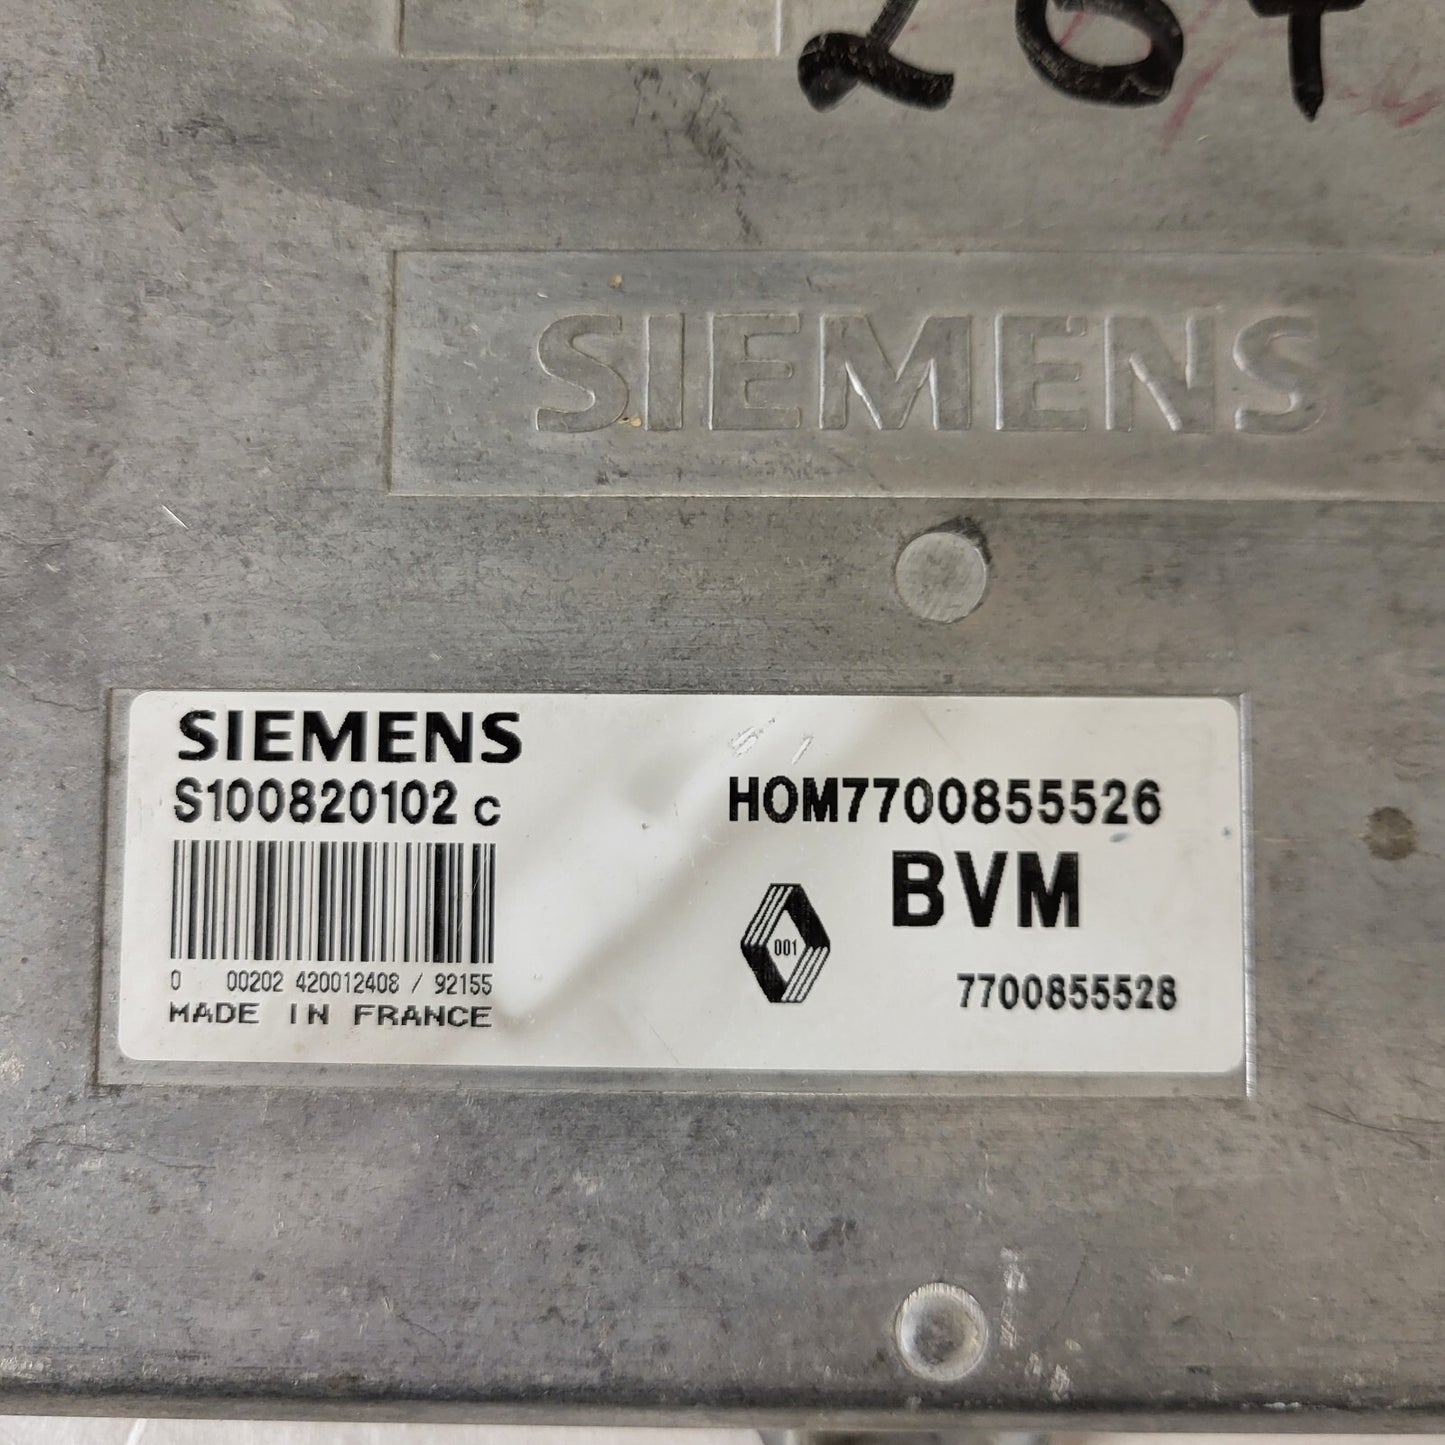 SIEMENS
SIEMENS
S100820102 C
HOM7700855526
BVM
001
7700855528
0 00202 420012408 / 92155
MADE IN FRANCE